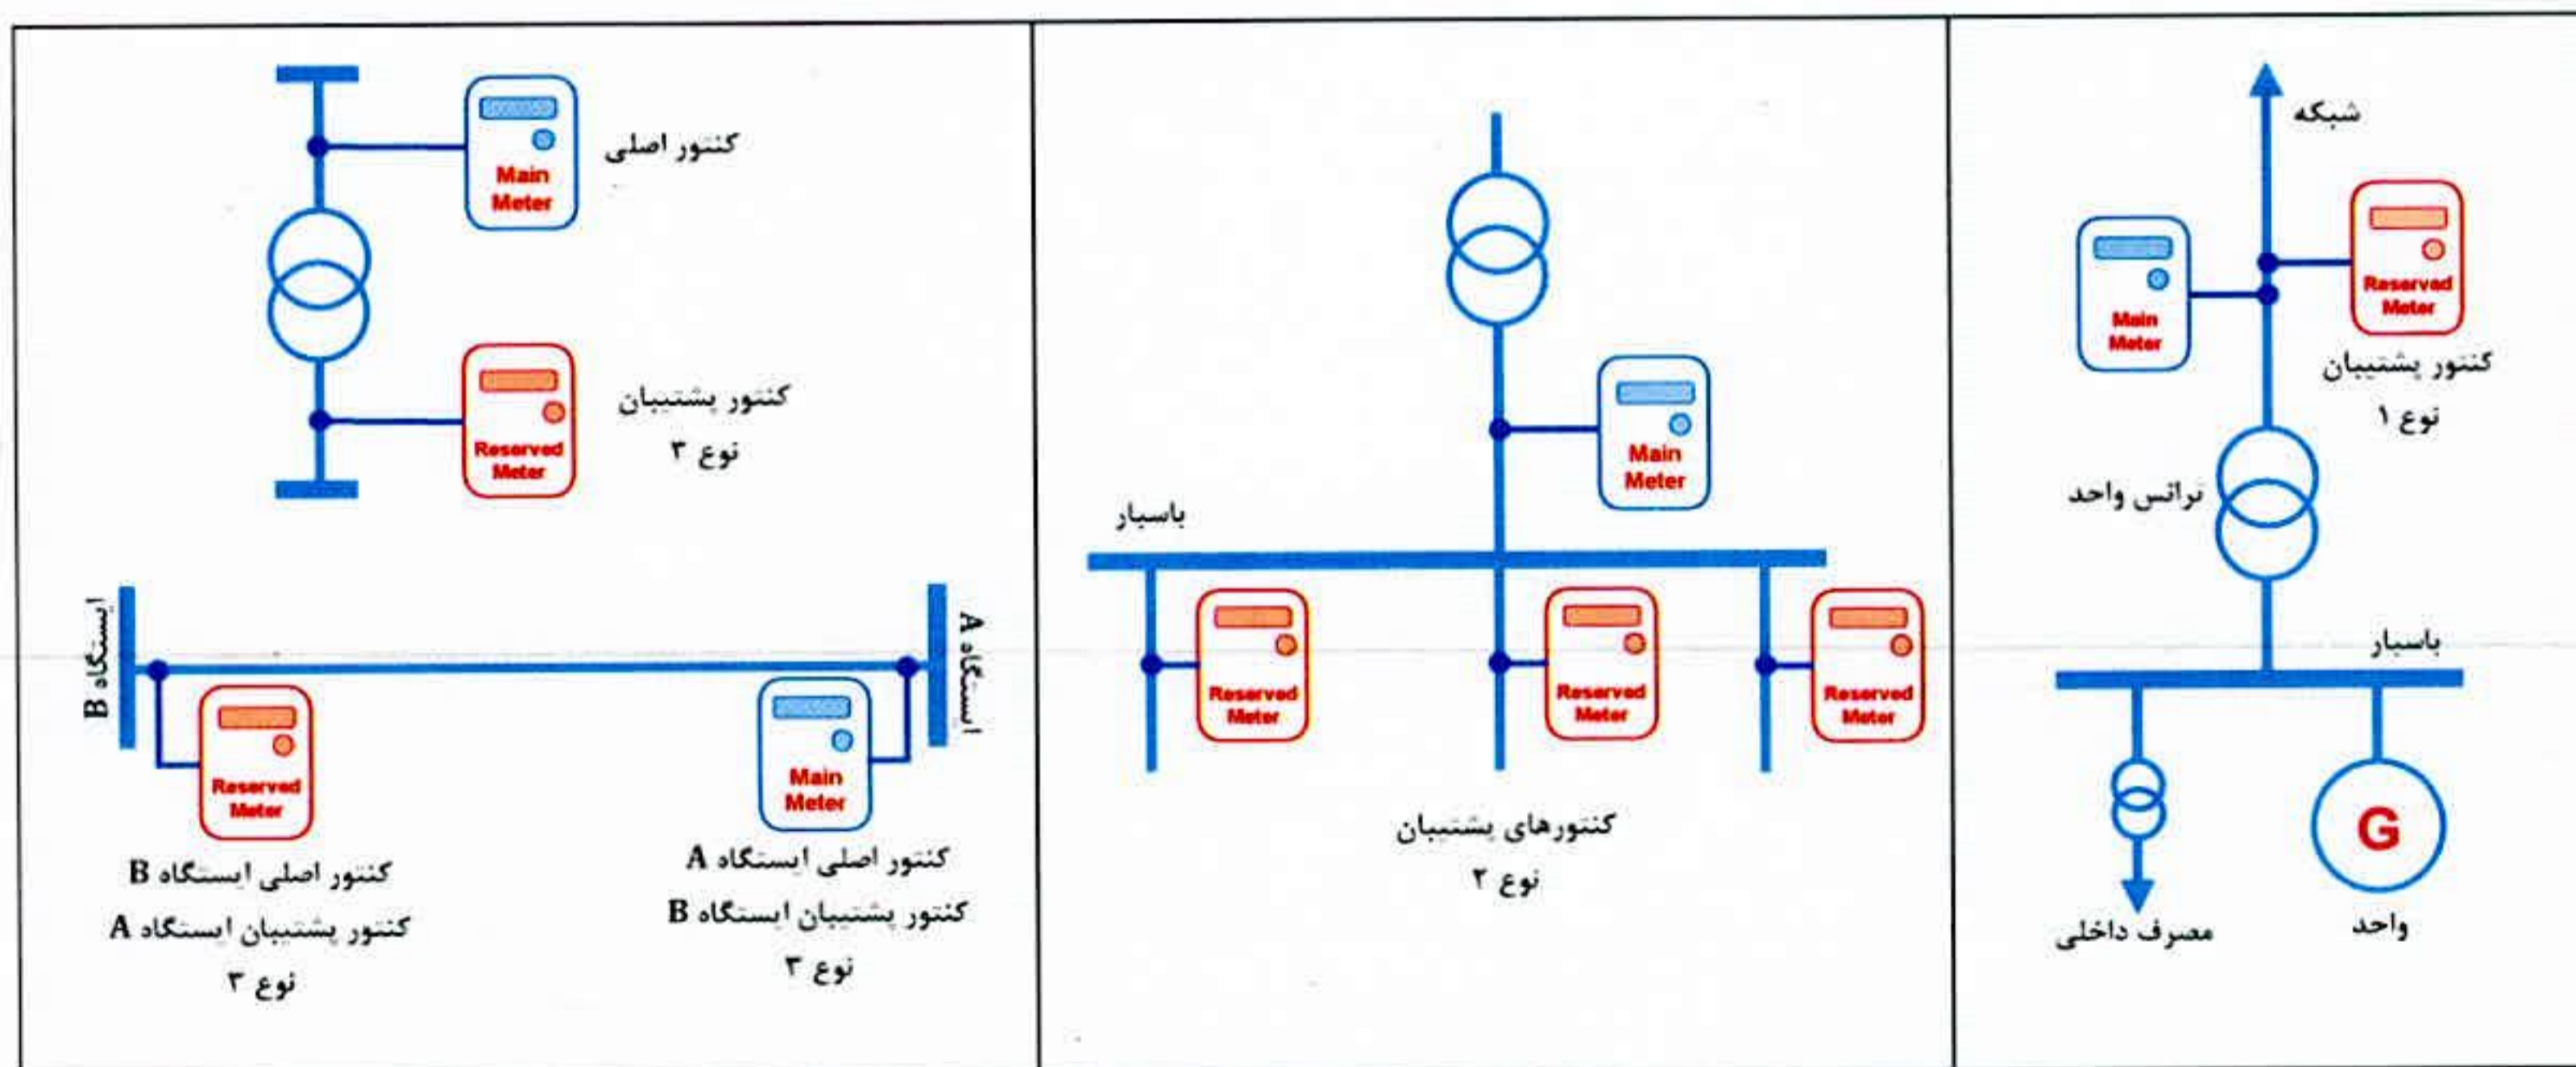 شبکه
Reserved
Meter
Main
Meter
کنتور پشتیبان
نوع ۱
ترانس واحد
باسبار
G
واحد
مصرف داخلی
Main
Meter
باسبار
Reserved
Meter
Reserved
Meter
Reserved
Meter
کنتورهای پشتیبان
نوع ۲
Main
Meter
کنتور اصلی
Reserved
Meter
کنتور پشتیبان
نوع ۳
ایستگاه A
ایستگاه B
Main
Meter
کنتور اصلی ایستگاه A
کنتور پشتیبان ایستگاه B
نوع ۳
Reserved
Meter
کنتور اصلی ایستگاه B
کنتور پشتیبان ایستگاه A
نوع ۳